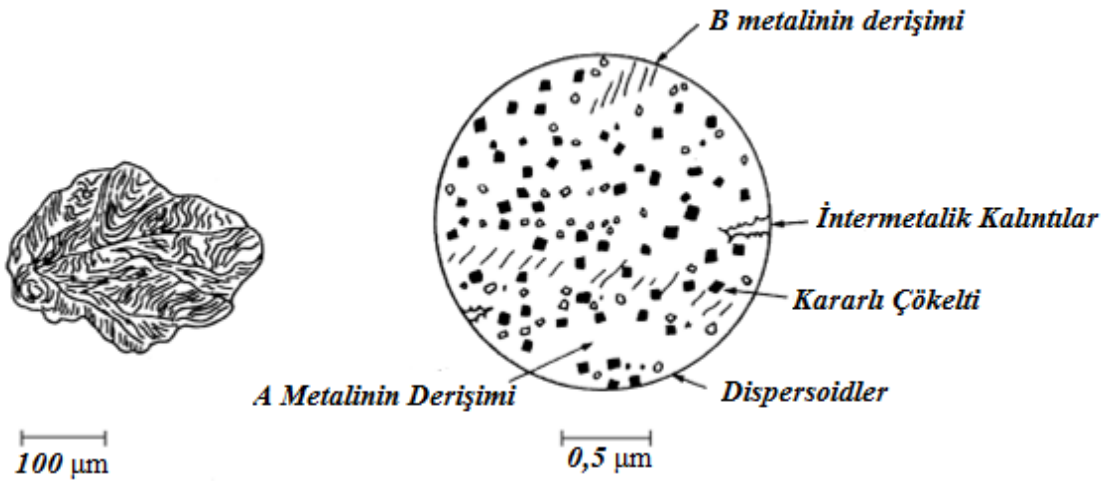 B metalinin derişimi
İntermetalik Kalıntılar
Kararlı Çökelti
A Metalinin Derişimi
Dispersoidler
100 µm
0,5 µm